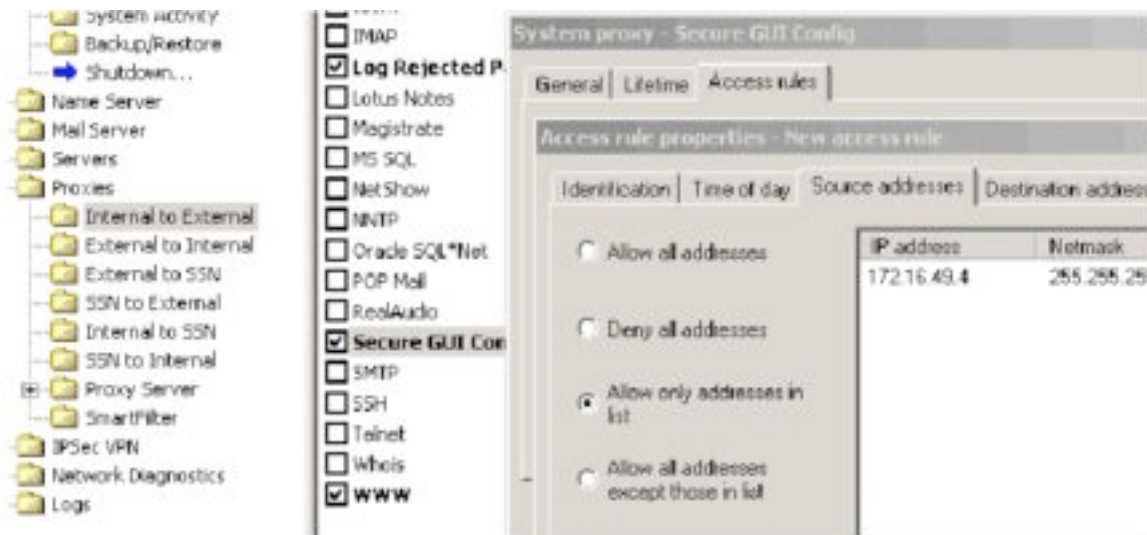 System Activity
Backup/Restore
Shutdown...
Name Server
Mail Server
Servers
Proxies
Internal to External
External to Internal
External to SSN
SSN to External
Internal to SSN
SSN to Internal
Proxy Server
SmartFilter
IPSec VPN
Network Diagnostics
Logs
IMAP
Log Rejected P
Lotus Notes
Magistrate
MS SQL
NetShow
NNTP
Oracle SQL*Net
POP Mail
RealAudio
Secure GUI Con
SMTP
SSH
Telnet
Whois
WWW
System proxy - Secure GUI Config
General Lifetime Access rules
Access rule properties - New access rule
Identification Time of day Source addresses Destination address
Allow all addresses
Deny all addresses
Allow only addresses in
list
Allow all addresses
except those in list
IP address Netmask
172.16.49.4 255.255.25